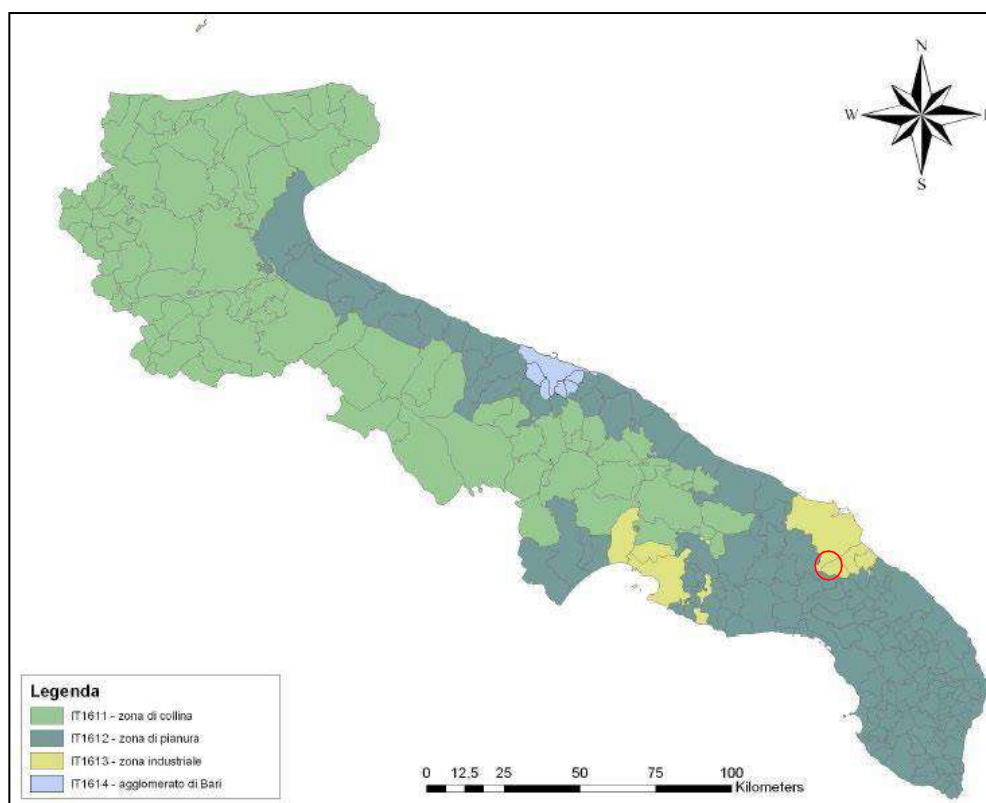 N
W
E
S
Legenda
IT1611 - zona di collina
IT1612 - zona di pianura
IT1613 - zona industriale
IT1614 - agglomerato di Bari
0 12.5 25 50 75 100
Kilometers